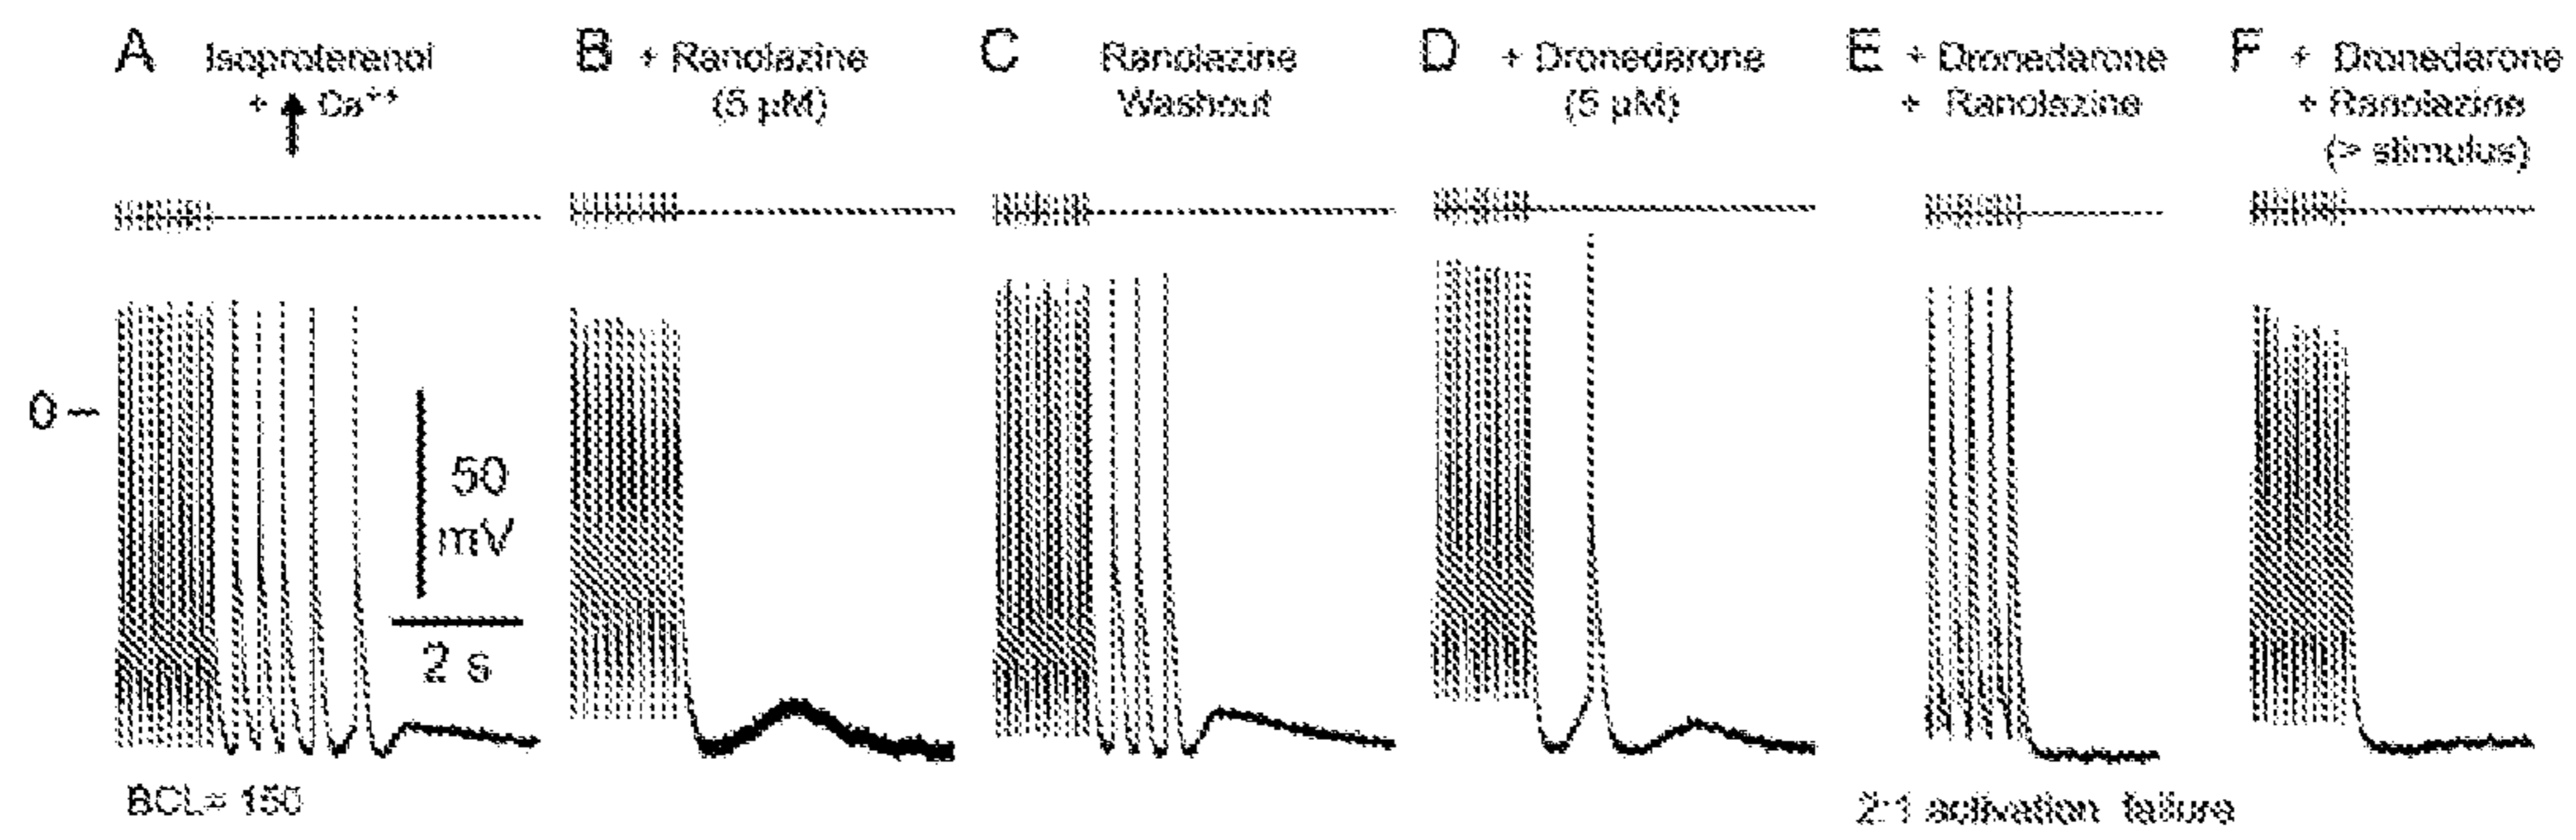 A Isoproterenol
+ ↑ Ca⁺⁺
B + Ranolazine
(5 µM)
C Ranolazine
Washout
D + Dronedarone
(5 µM)
E + Dronedarone
+ Ranolazine
F + Dronedarone
+ Ranolazine
(> stimulus)
0
50
mV
2 s
BCL= 150
2:1 activation failure